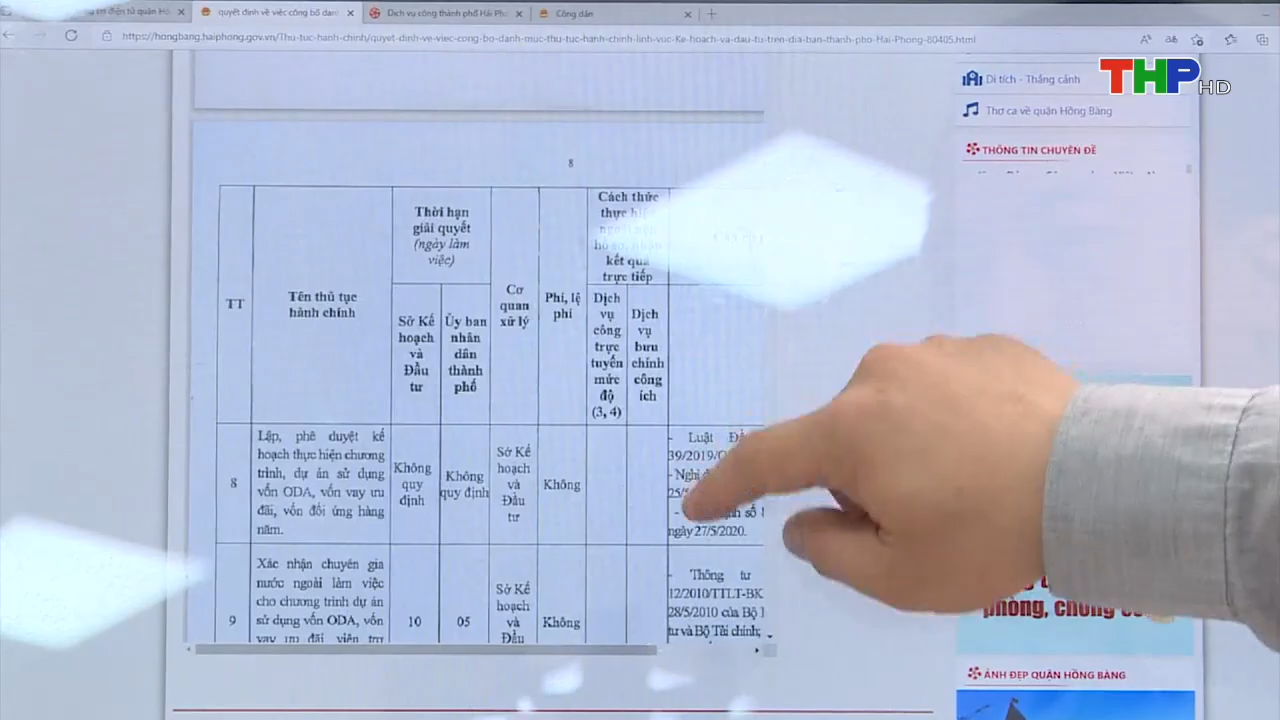 quyết định về việc công bố dan
Dịch vụ công thành phố Hải Ph
Công dân
https://hongbang.haiphong.gov.vn/Thu-tuc-hanh-chinh/quyet-dinh-ve-viec-cong-bo-danh-muc-thu-tuc-hanh-chinh-linh-vuc-Ke-hoach-va-dau-tu-tren-dia-ban-thanh-pho-Hai-Phong-80405.html
THP HD
Di tích - Thắng cảnh
Thơ ca về quận Hồng Bàng
THÔNG TIN CHUYÊN ĐỀ
8
TT
Tên thủ tục
hành chính
Thời hạn
giải quyết
(ngày làm
việc)
Sở Kế
hoạch
và
Đầu
tư
Ủy ban
nhân
dân
thành
phố
Cơ
quan
xử lý
Phí, lệ
phí
Cách thức
thực
kết quả
trực tiếp
Dịch
vụ
công
trực
tuyến
mức
độ
(3, 4)
Dịch
vụ
bưu
chính
công
ích
8
Lập, phê duyệt kế
hoạch thực hiện chương
trình, dự án sử dụng
vốn ODA, vốn vay ưu
đãi, vốn đối ứng hàng
năm.
Không
quy
định
Không
quy định
Sở Kế
hoạch
và
Đầu
tư
Không
- Luật
39/2019/
- Nghị
số
ngày 27/5/2020.
9
Xác nhận chuyên gia
nước ngoài làm việc
cho chương trình dự án
sử dụng vốn ODA, vốn
vay ưu đãi, viện trợ
10
05
Sở Kế
hoạch
và
Đầu
Không
- Thông tư
12/2010/TTLT-BK
28/5/2010 của Bộ
tư và Bộ Tài chính;
phòng, chống
ẢNH ĐẸP QUẬN HỒNG BÀNG